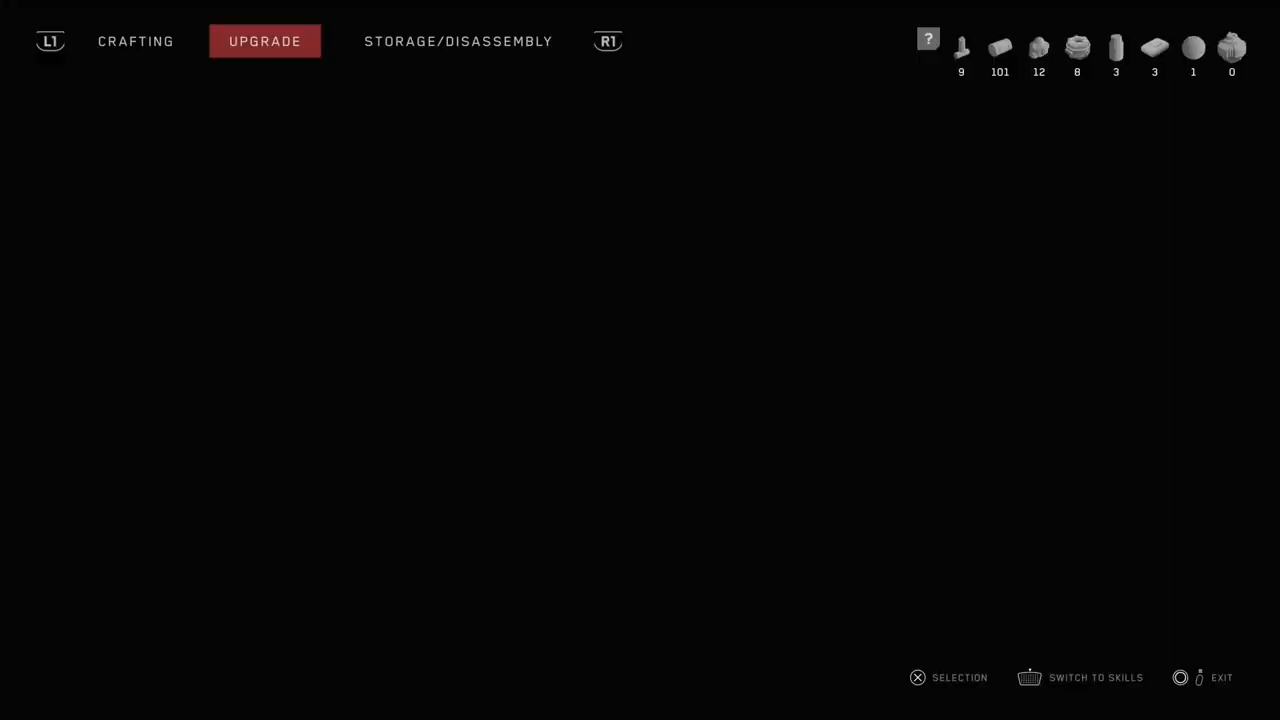 L1 CRAFTING UPGRADE STORAGE/DISASSEMBLY R1
?
9 101 12 8 3 3 1 0
SELECTION SWITCH TO SKILLS EXIT